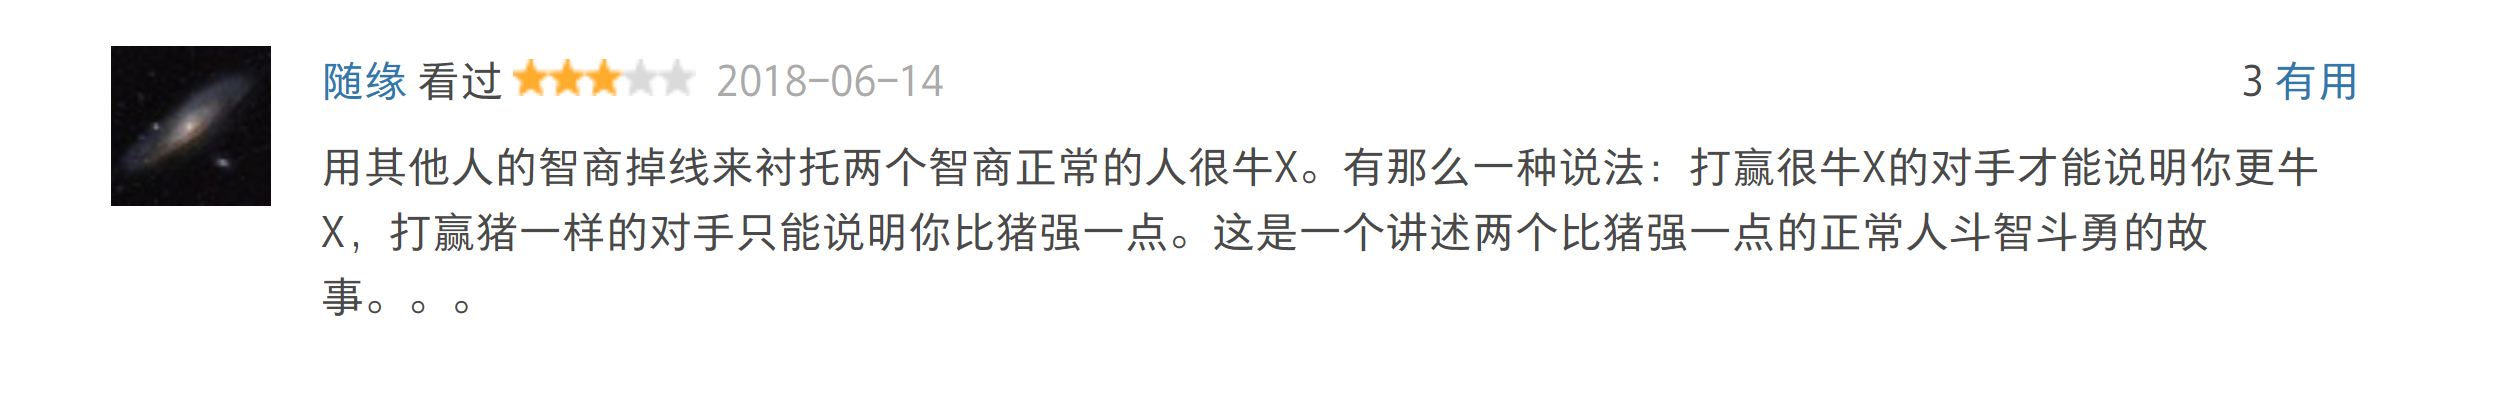 随缘 看过 2018-06-14 3 有用
用其他人的智商掉线来衬托两个智商正常的人很牛X。有那么一种说法：打赢很牛X的对手才能说明你更牛
X，打赢猪一样的对手只能说明你比猪强一点。这是一个讲述两个比猪强一点的正常人斗智斗勇的故
事。。。